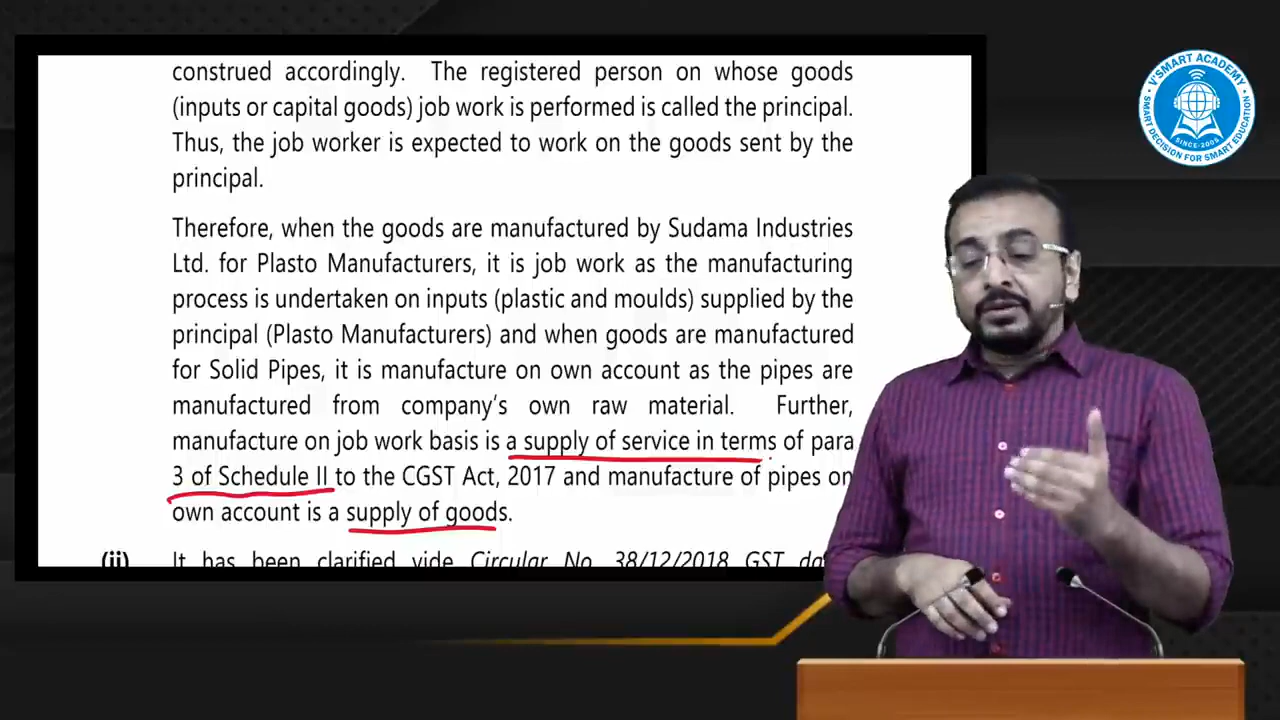 construed accordingly. The registered person on whose goods
(inputs or capital goods) job work is performed is called the principal.
Thus, the job worker is expected to work on the goods sent by the
principal.
Therefore, when the goods are manufactured by Sudama Industries
Ltd. for Plasto Manufacturers, it is job work as the manufacturing
process is undertaken on inputs (plastic and moulds) supplied by the
principal (Plasto Manufacturers) and when goods are manufactured
for Solid Pipes, it is manufacture on own account as the pipes are
manufactured from company's own raw material. Further,
manufacture on job work basis is a supply of service in terms of para
3 of Schedule II to the CGST Act, 2017 and manufacture of pipes on
own account is a supply of goods.
(ii) It has been clarified vide Circular No. 38/12/2018 GST
V'SMART ACADEMY
SINCE-2005
SMART DECISION FOR SMART EDUCATION